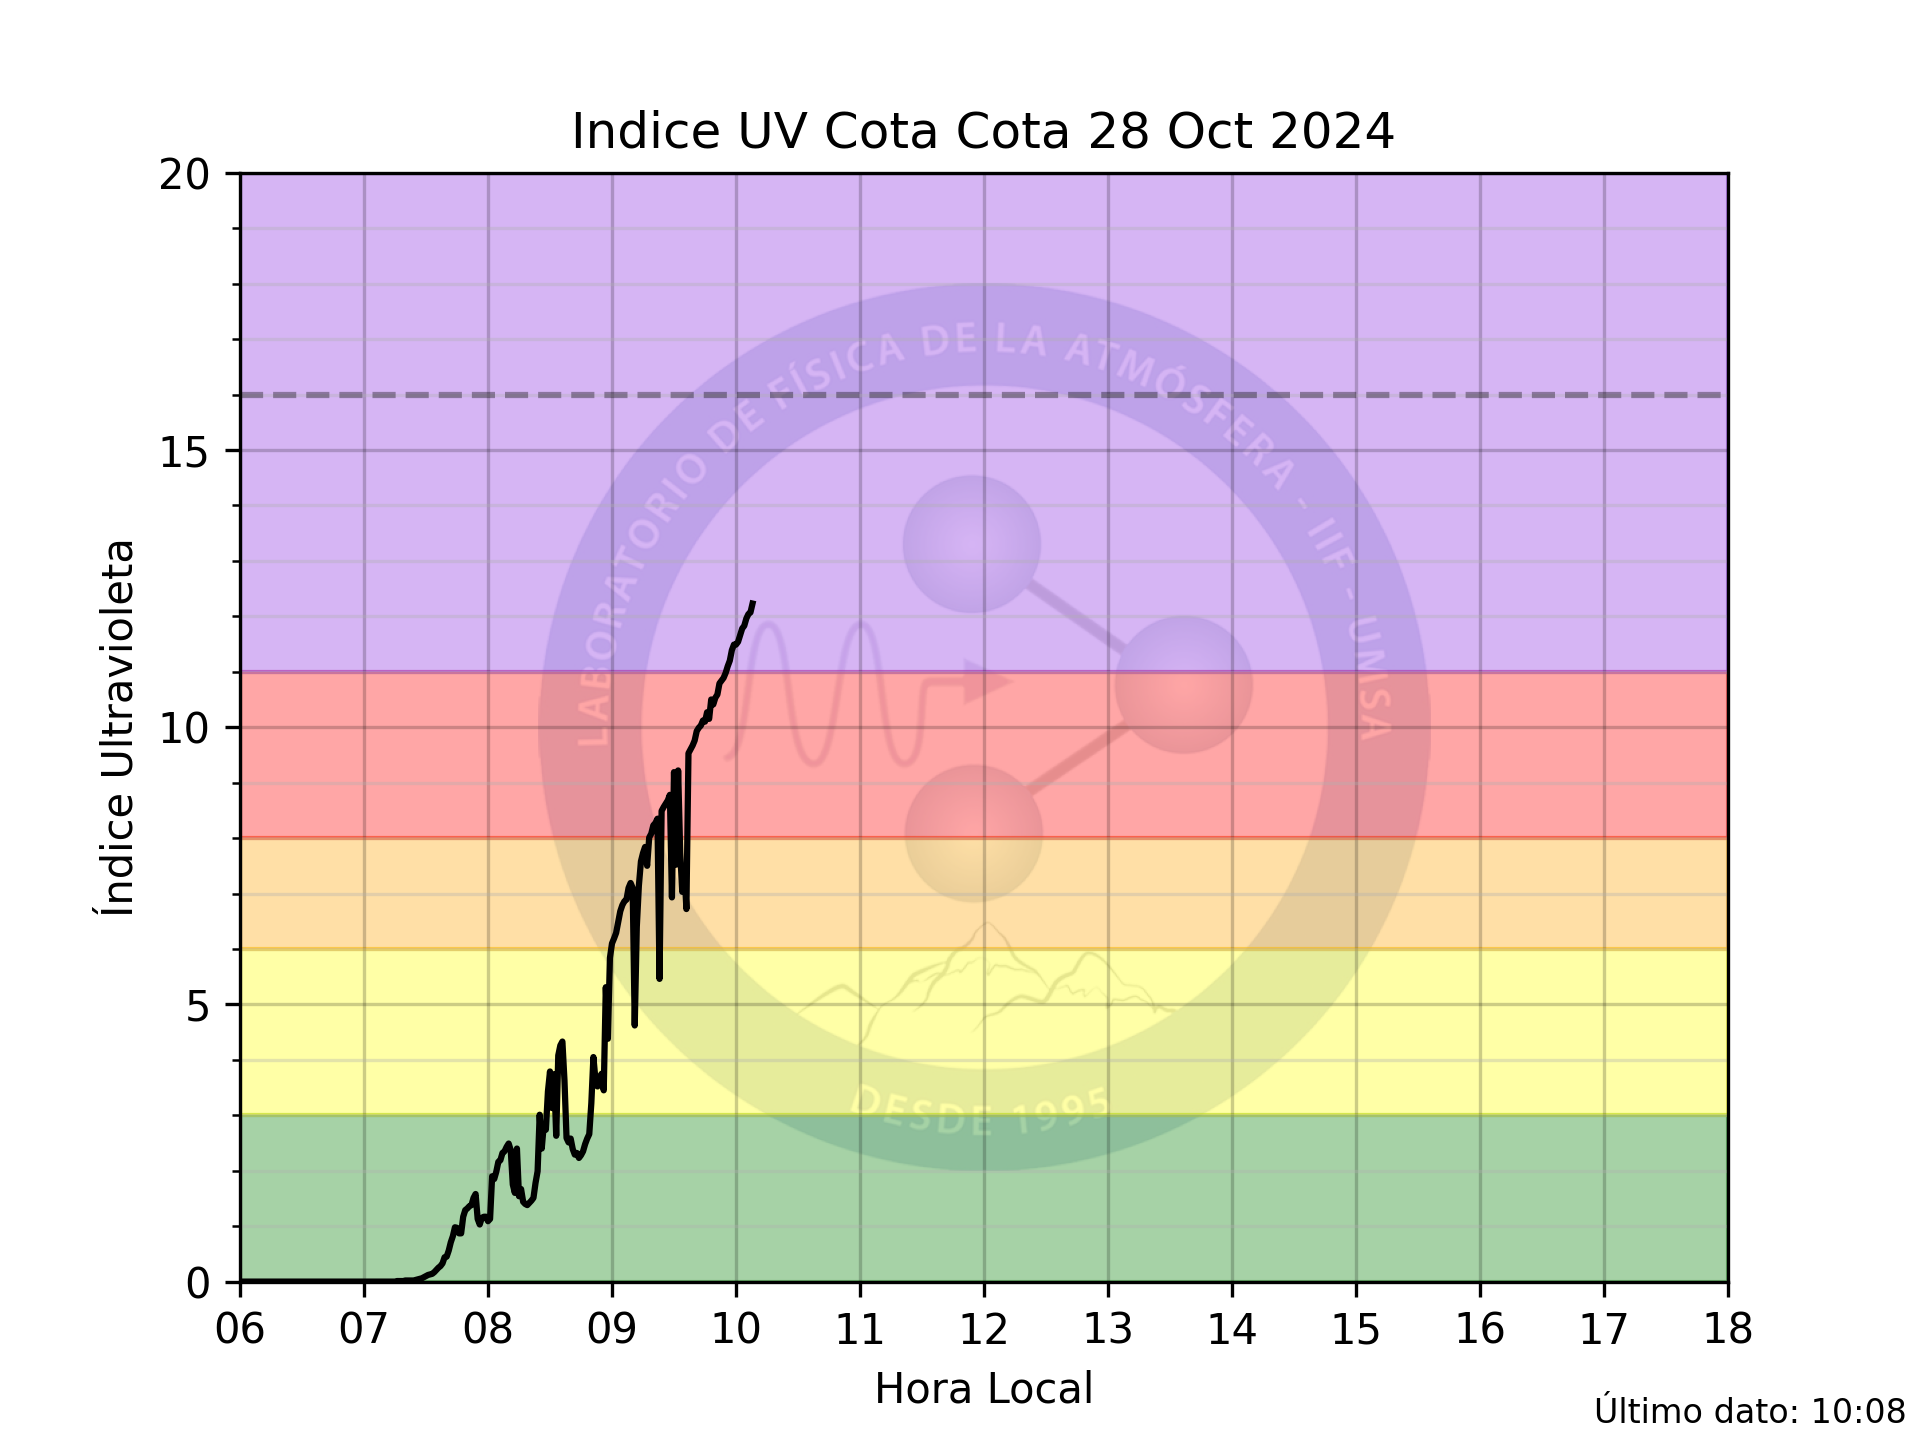 Indice UV Cota Cota 28 Oct 2024
20
15
10
5
0
Índice Ultravioleta
LABORATORIO DE FÍSICA DE LA ATMÓSFERA - IIF - UMSA
DESDE 1995
06 07 08 09 10 11 12 13 14 15 16 17 18
Hora Local
Último dato: 10:08